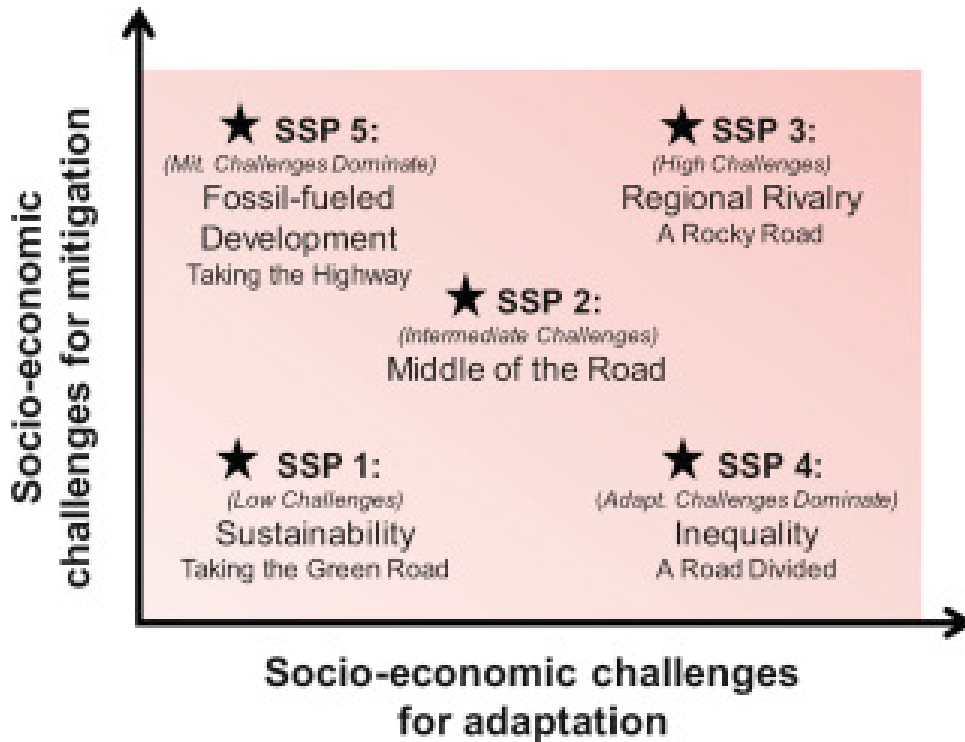 Socio-economic
challenges for mitigation
SSP 5:
(Mit. Challenges Dominate)
Fossil-fueled
Development
Taking the Highway
SSP 3:
(High Challenges)
Regional Rivalry
A Rocky Road
SSP 2:
(Intermediate Challenges)
Middle of the Road
SSP 1:
(Low Challenges)
Sustainability
Taking the Green Road
SSP 4:
(Adapt. Challenges Dominate)
Inequality
A Road Divided
Socio-economic challenges
for adaptation